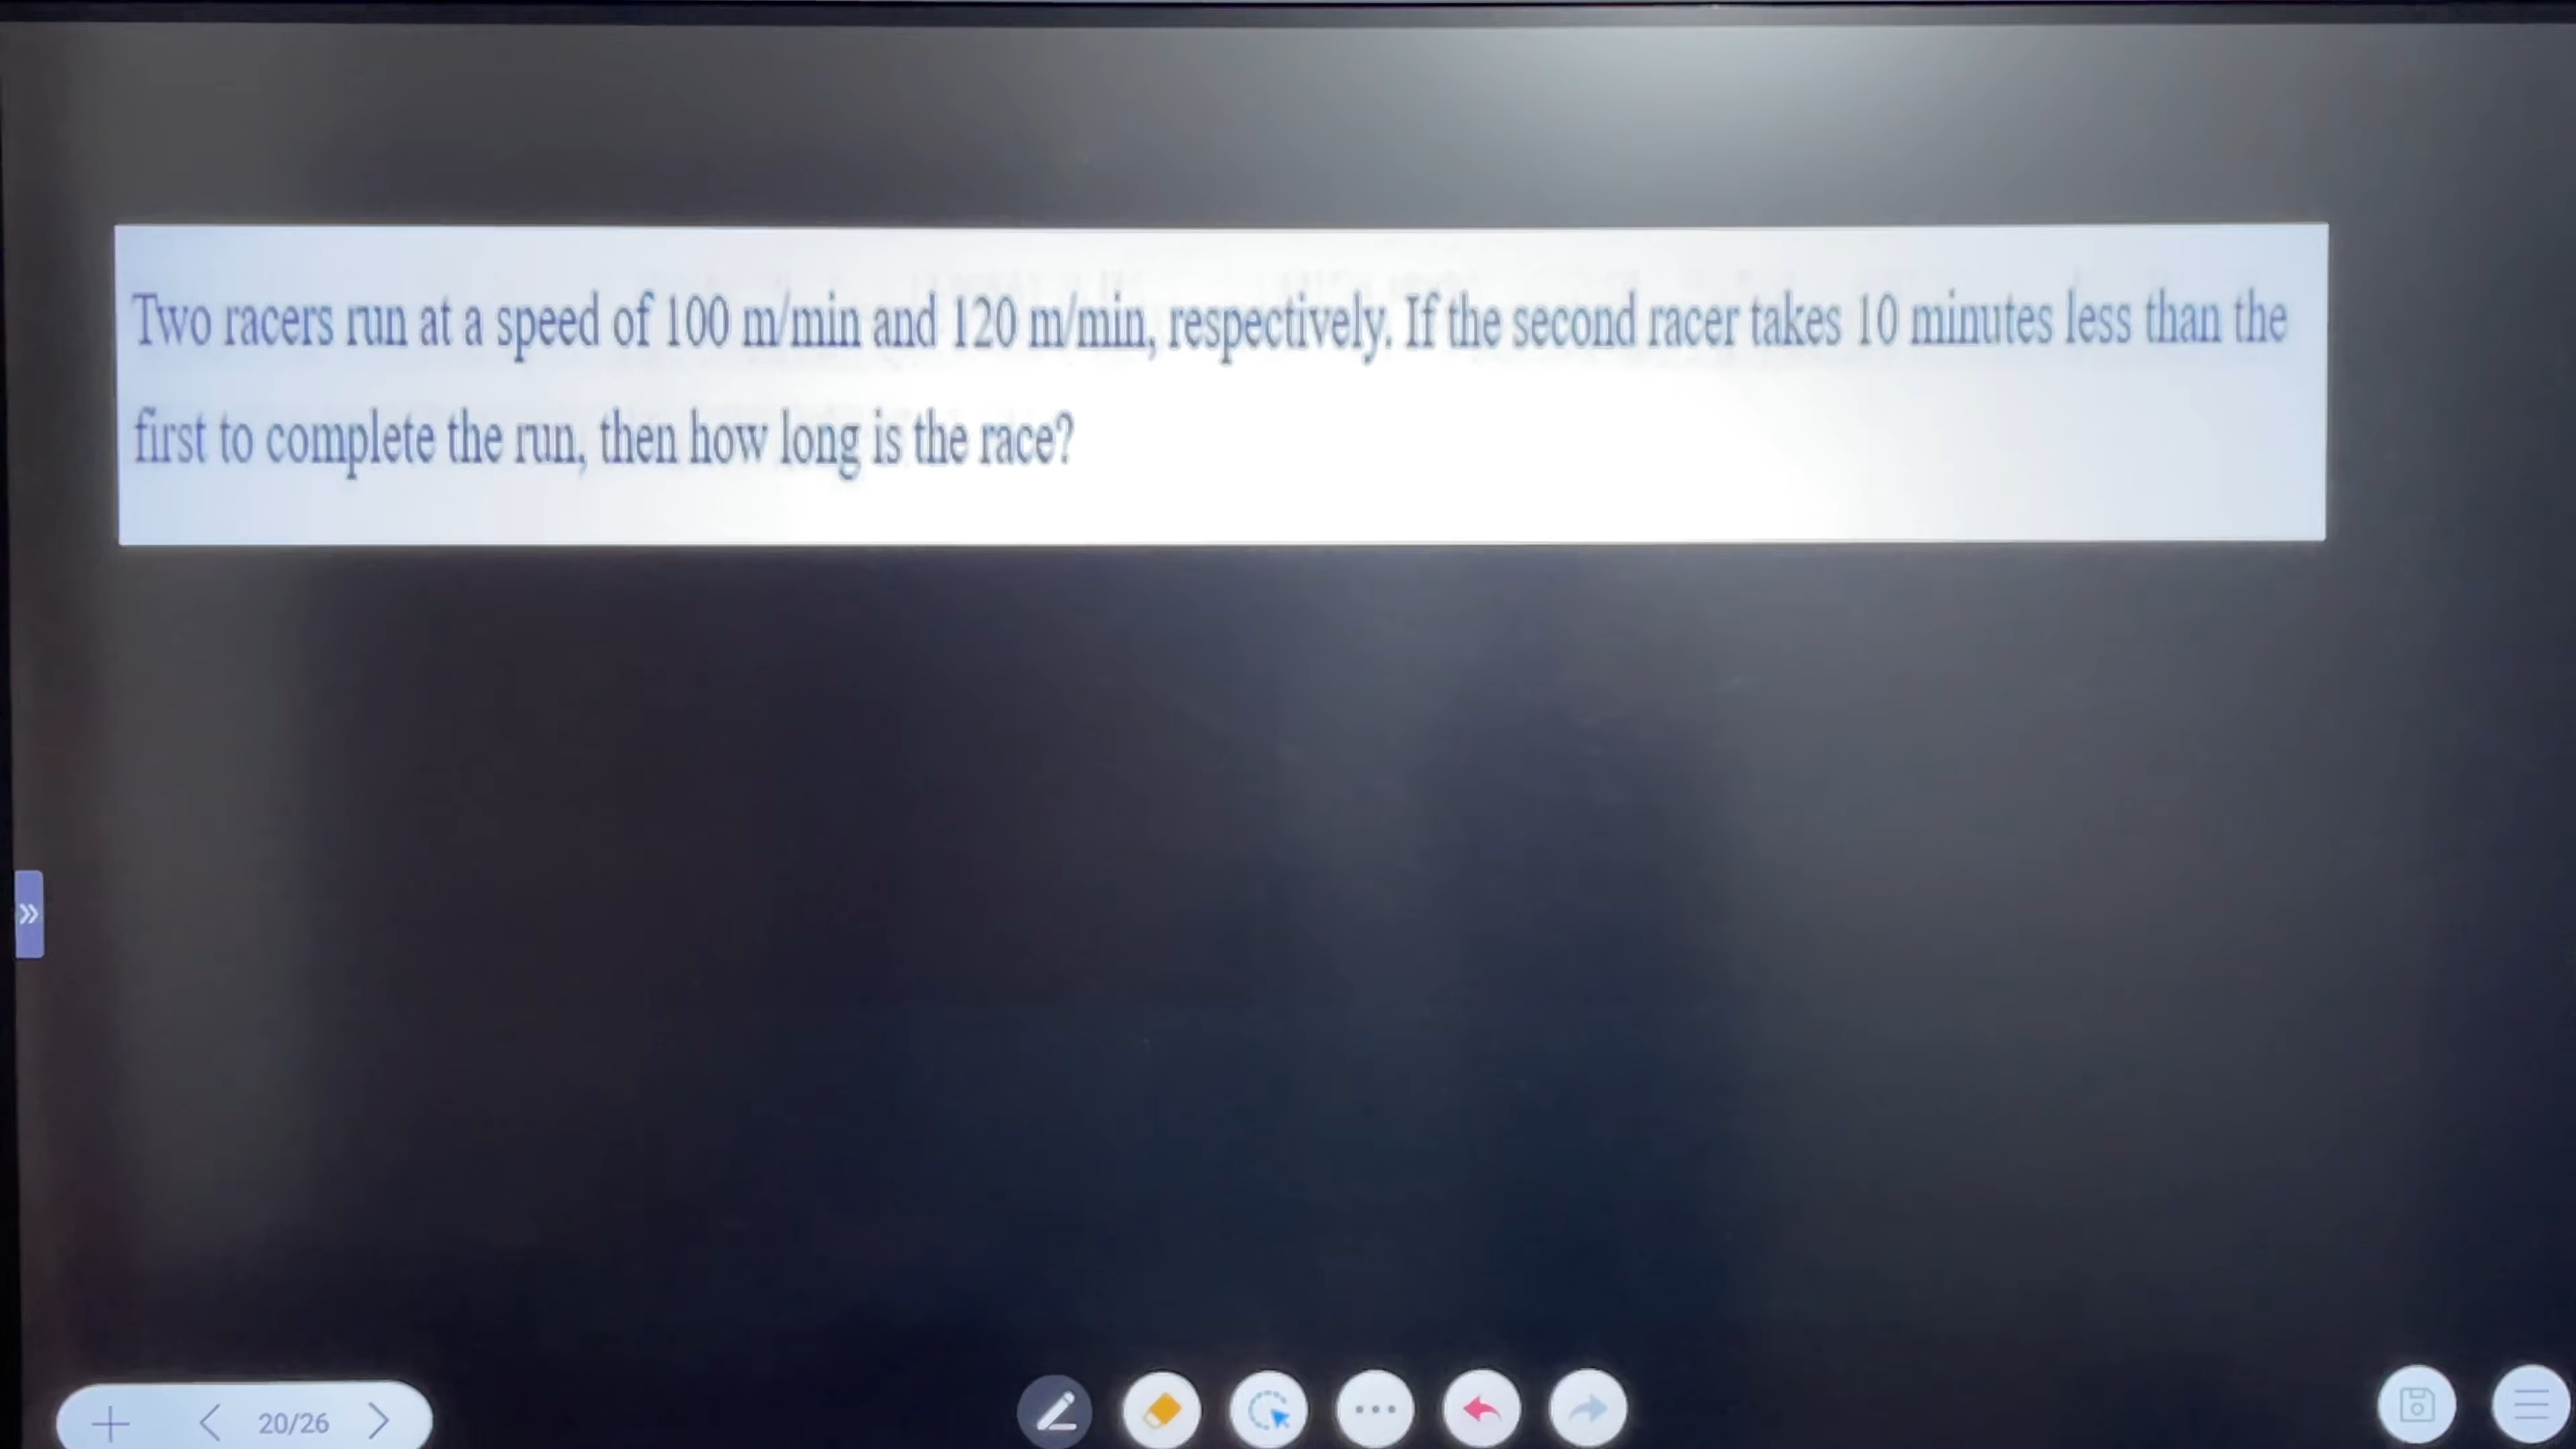 Two racers run at a speed of 100 m/min and 120 m/min, respectively. If the second racer takes 10 minutes less than the
first to complete the run, then how long is the race?
20/26